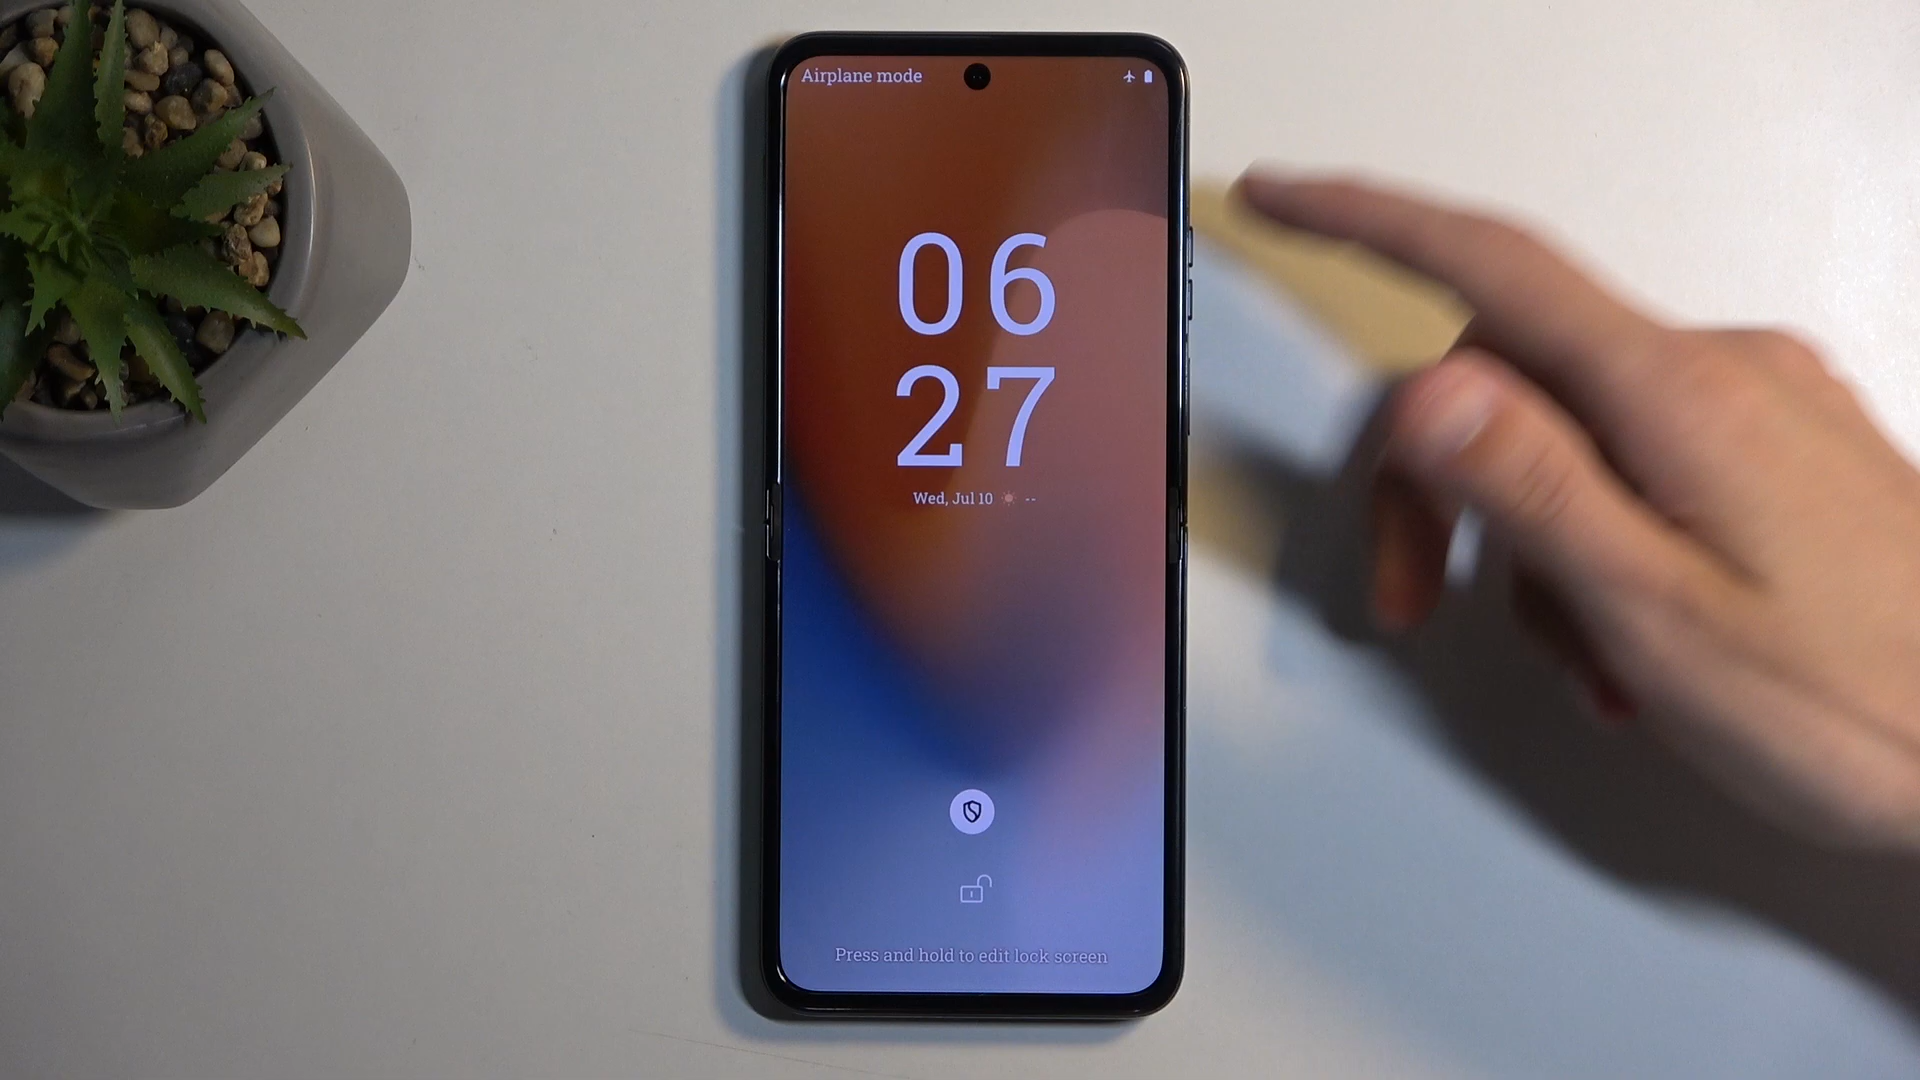 Airplane mode
06
27
Wed, Jul 10 --
Press and hold to edit lock screen